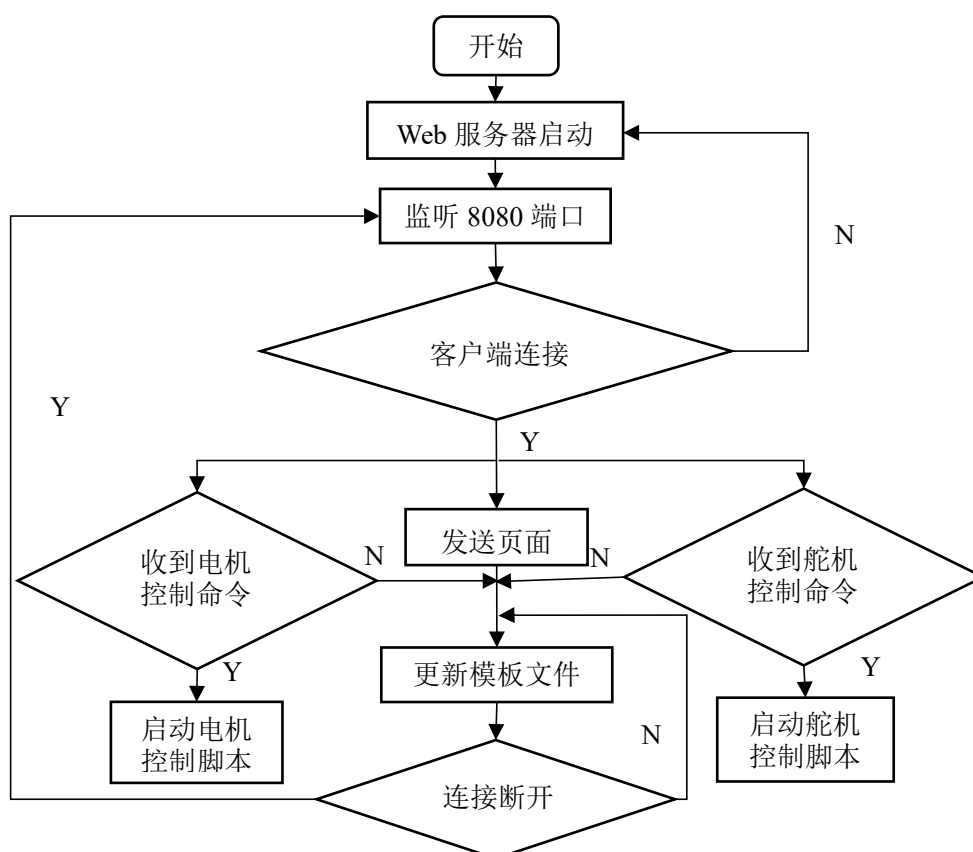 开始
Web 服务器启动
监听 8080 端口
N
客户端连接
Y
Y
发送页面
收到电机
控制命令
N
N
收到舵机
控制命令
Y
更新模板文件
Y
启动电机
控制脚本
N
启动舵机
控制脚本
连接断开